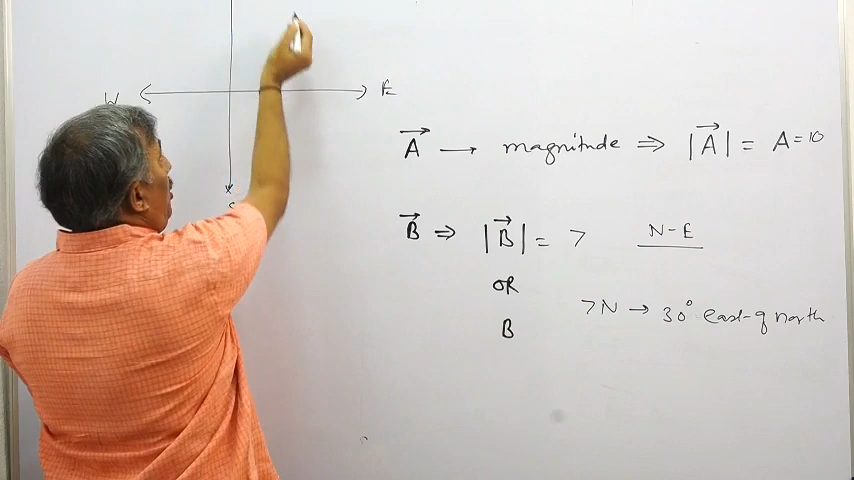 W E
S
A → magnitude ⇒ |A| = A = 10
B ⇒ |B| = 7 N-E
OR
7N → 30° east-of north
B